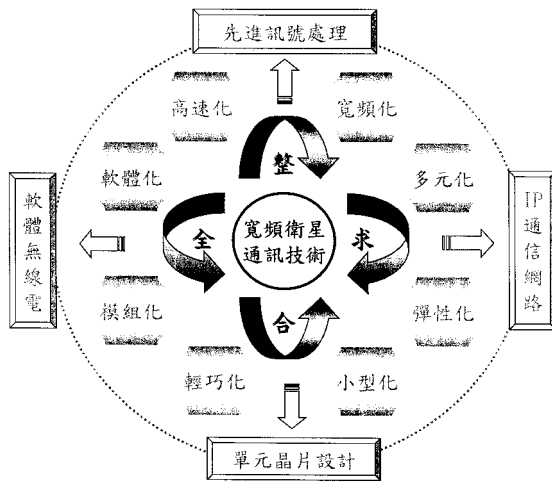 先進訊號處理
高速化
寬頻化
軟體化
整
多元化
軟體無線電
全
寬頻衛星
通訊技術
求
IP通信網路
模組化
合
彈性化
輕巧化
小型化
單元晶片設計